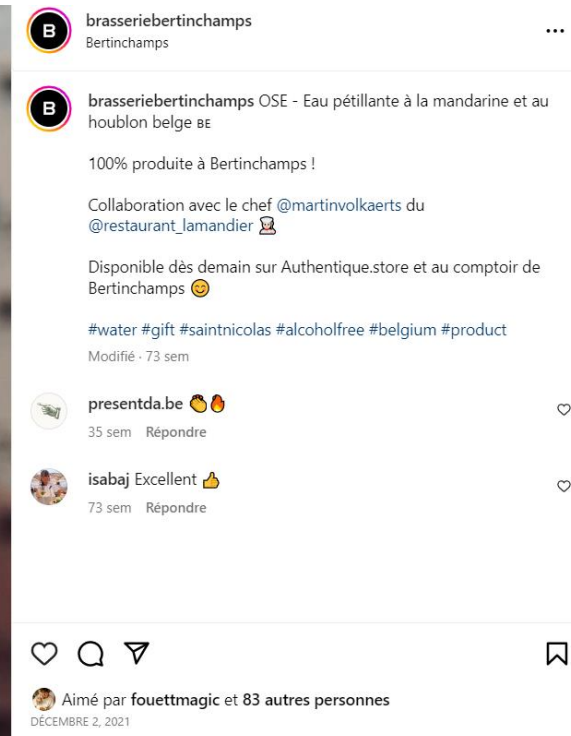 brasseriebertinchamps
Bertinchamps
brasseriebertinchamps OSE - Eau pétillante à la mandarine et au
houblon belge 🇧🇪
100% produite à Bertinchamps !
Collaboration avec le chef @martinvolkaerts du
@restaurant_lamandier 👨‍🍳
Disponible dès demain sur Authentique.store et au comptoir de
Bertinchamps 😊
#water #gift #saintnicolas #alcoholfree #belgium #product
Modifié · 73 sem
presentda.be 👏🔥
35 sem Répondre
isabaj Excellent 👍
73 sem Répondre
Aimé par fouettmagic et 83 autres personnes
DÉCEMBRE 2, 2021